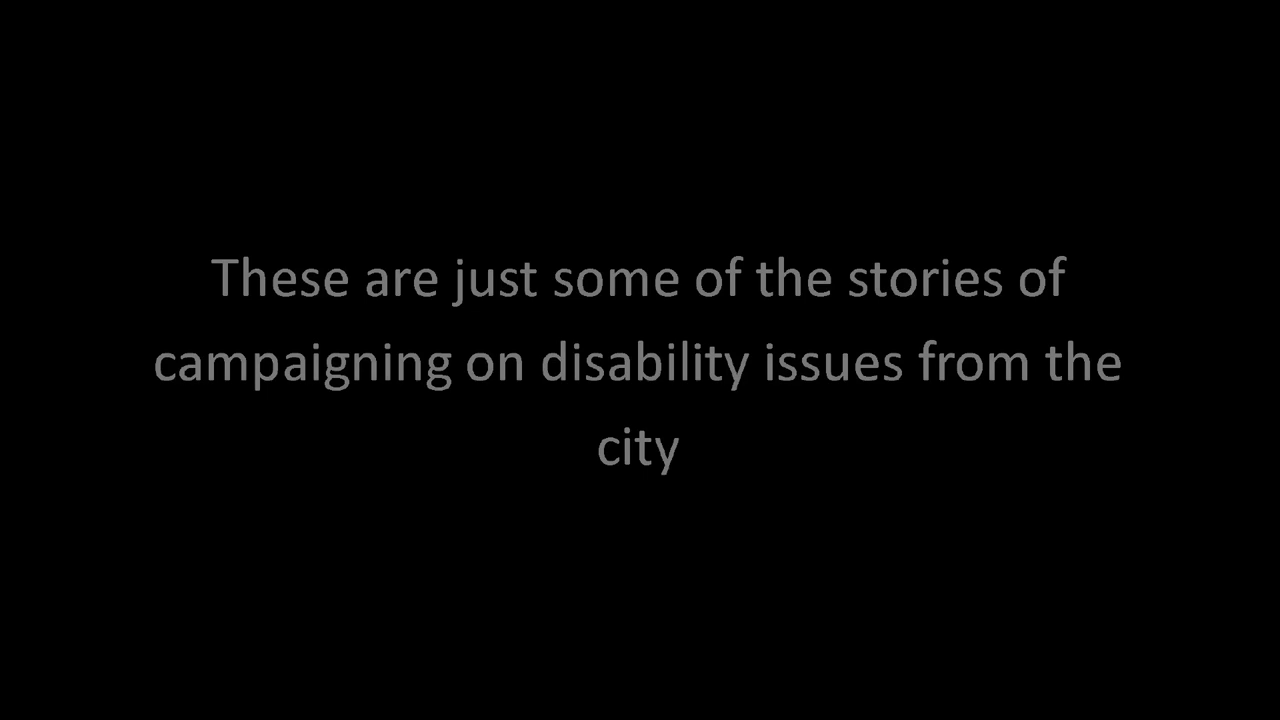 These are just some of the stories of
campaigning on disability issues from the
city